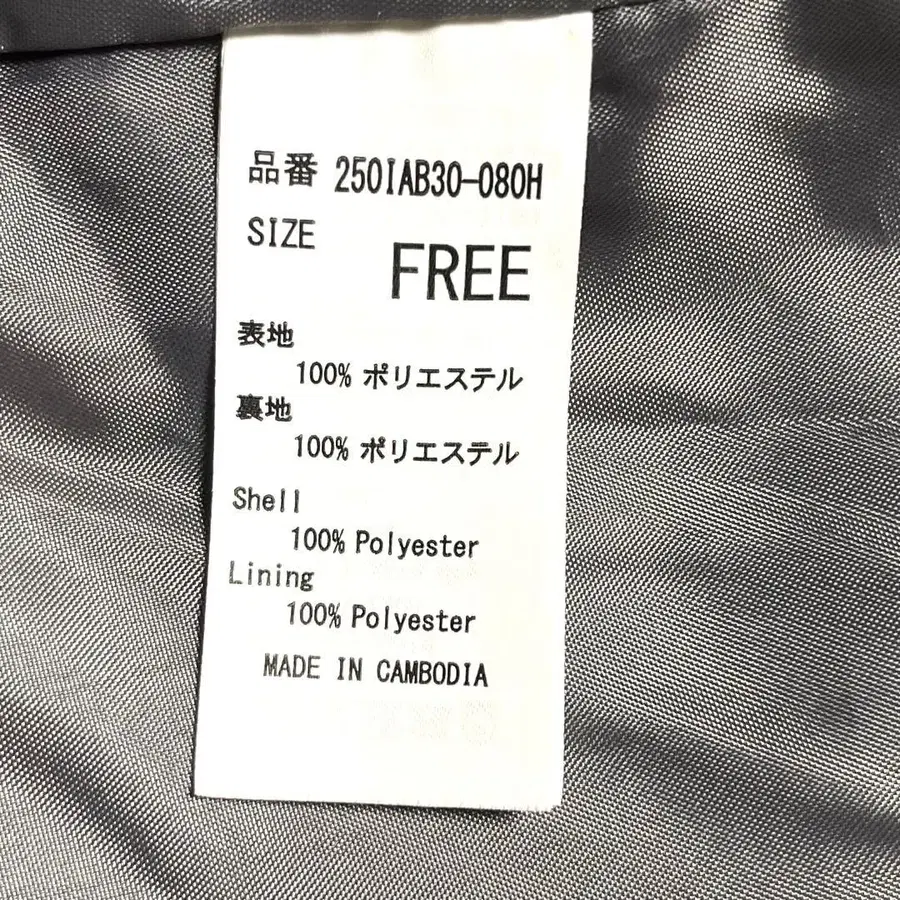 品番 250IAB30-080H
SIZE
FREE
表地
100% ポリエステル
裏地
100% ポリエステル
Shell
100% Polyester
Lining
100% Polyester
MADE IN CAMBODIA